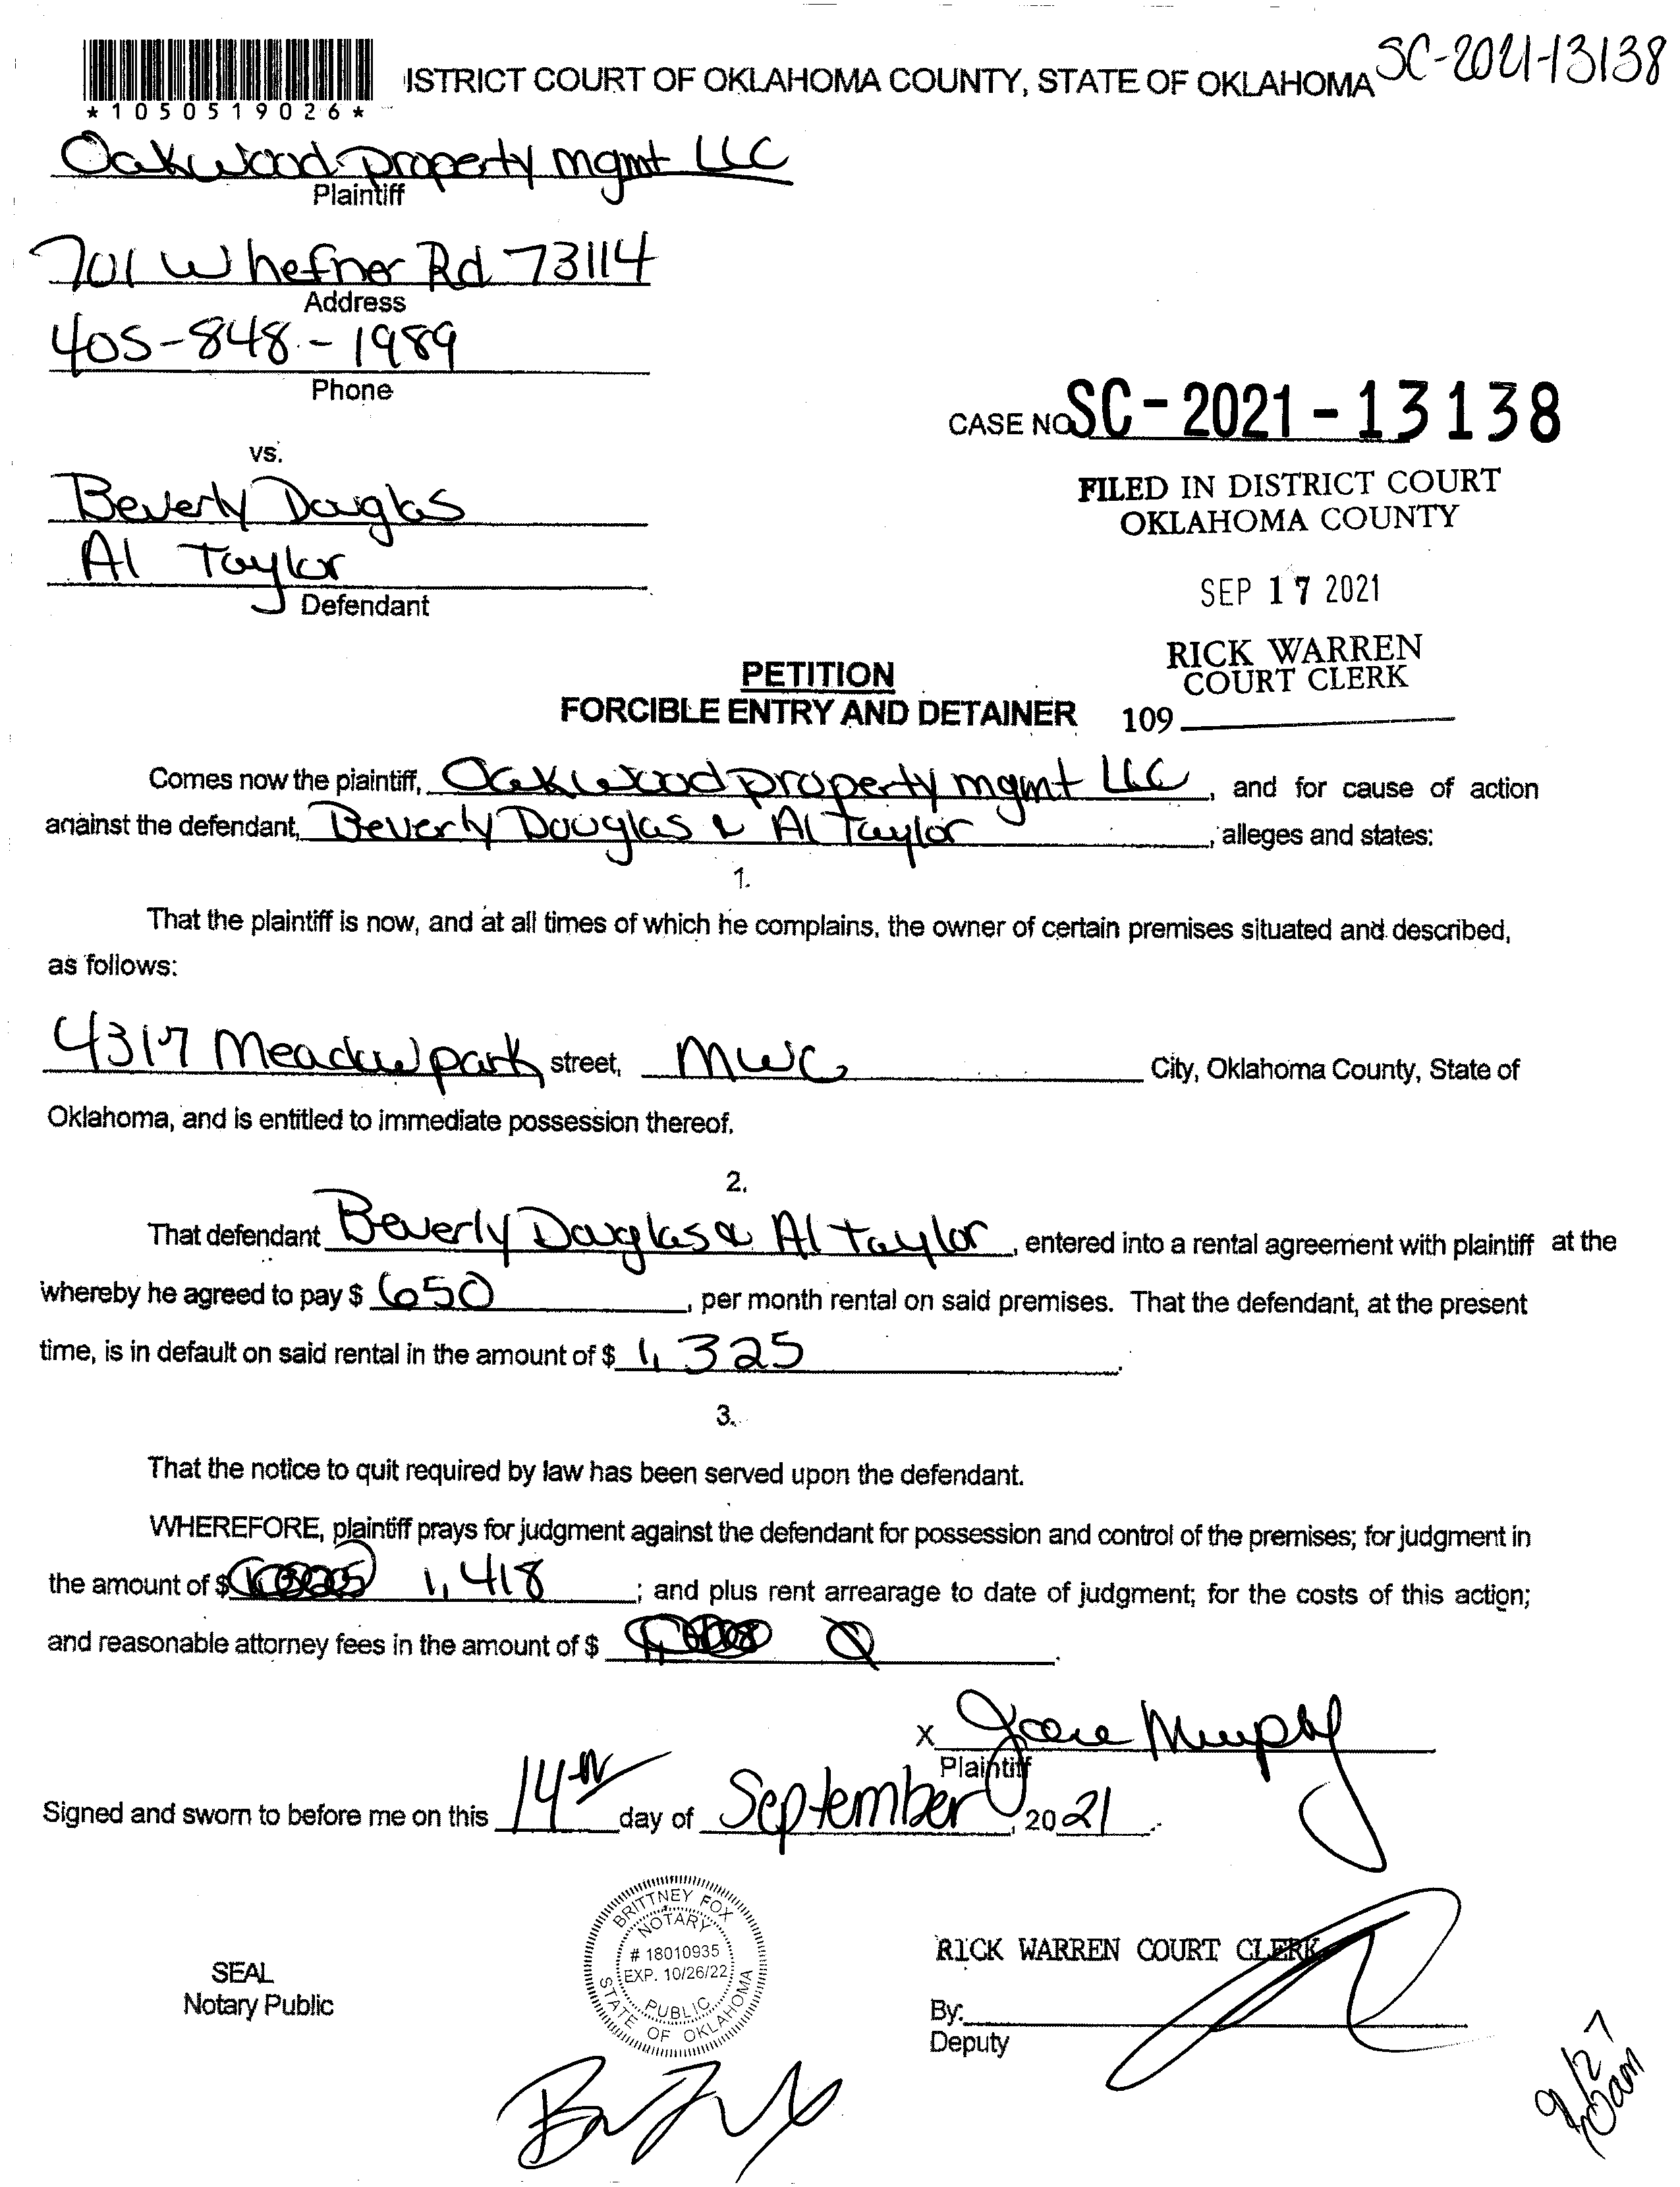 ISTRICT COURT OF OKLAHOMA COUNTY, STATE OF OKLAHOMA SC-2021-13138
*1050519026*
Oakwood property mgmt LLC
Plaintiff
701 W hefner Rd 73114
Address
405-848-1989
Phone
CASE NO SC-2021-13138
vs.
FILED IN DISTRICT COURT
OKLAHOMA COUNTY
Beverly Douglas
Al Taylor
Defendant
SEP 17 2021
RICK WARREN
COURT CLERK
109
PETITION
FORCIBLE ENTRY AND DETAINER
Comes now the plaintiff, Oakwood property mgmt LLC, and for cause of action
against the defendant, Beverly Douglas & Al Taylor, alleges and states:
1.
That the plaintiff is now, and at all times of which he complains, the owner of certain premises situated and described,
as follows:
4317 Meadowpark street, MWC City, Oklahoma County, State of
Oklahoma, and is entitled to immediate possession thereof.
2.
That defendant Beverly Douglas & Al Taylor, entered into a rental agreement with plaintiff at the
whereby he agreed to pay $ 650, per month rental on said premises. That the defendant, at the present
time, is in default on said rental in the amount of $ 1,325.
3.
That the notice to quit required by law has been served upon the defendant.
WHEREFORE, plaintiff prays for judgment against the defendant for possession and control of the premises; for judgment in
the amount of $ 1,418; and plus rent arrearage to date of judgment; for the costs of this action;
and reasonable attorney fees in the amount of $ 0.
X Murphy
Plaintiff
Signed and sworn to before me on this 14th day of September, 2021.
BRITTNEY FOX
NOTARY
# 18010935
EXP. 10/26/22
PUBLIC
STATE OF OKLAHOMA
SEAL
Notary Public
RICK WARREN COURT CLERK
By:
Deputy
9/27